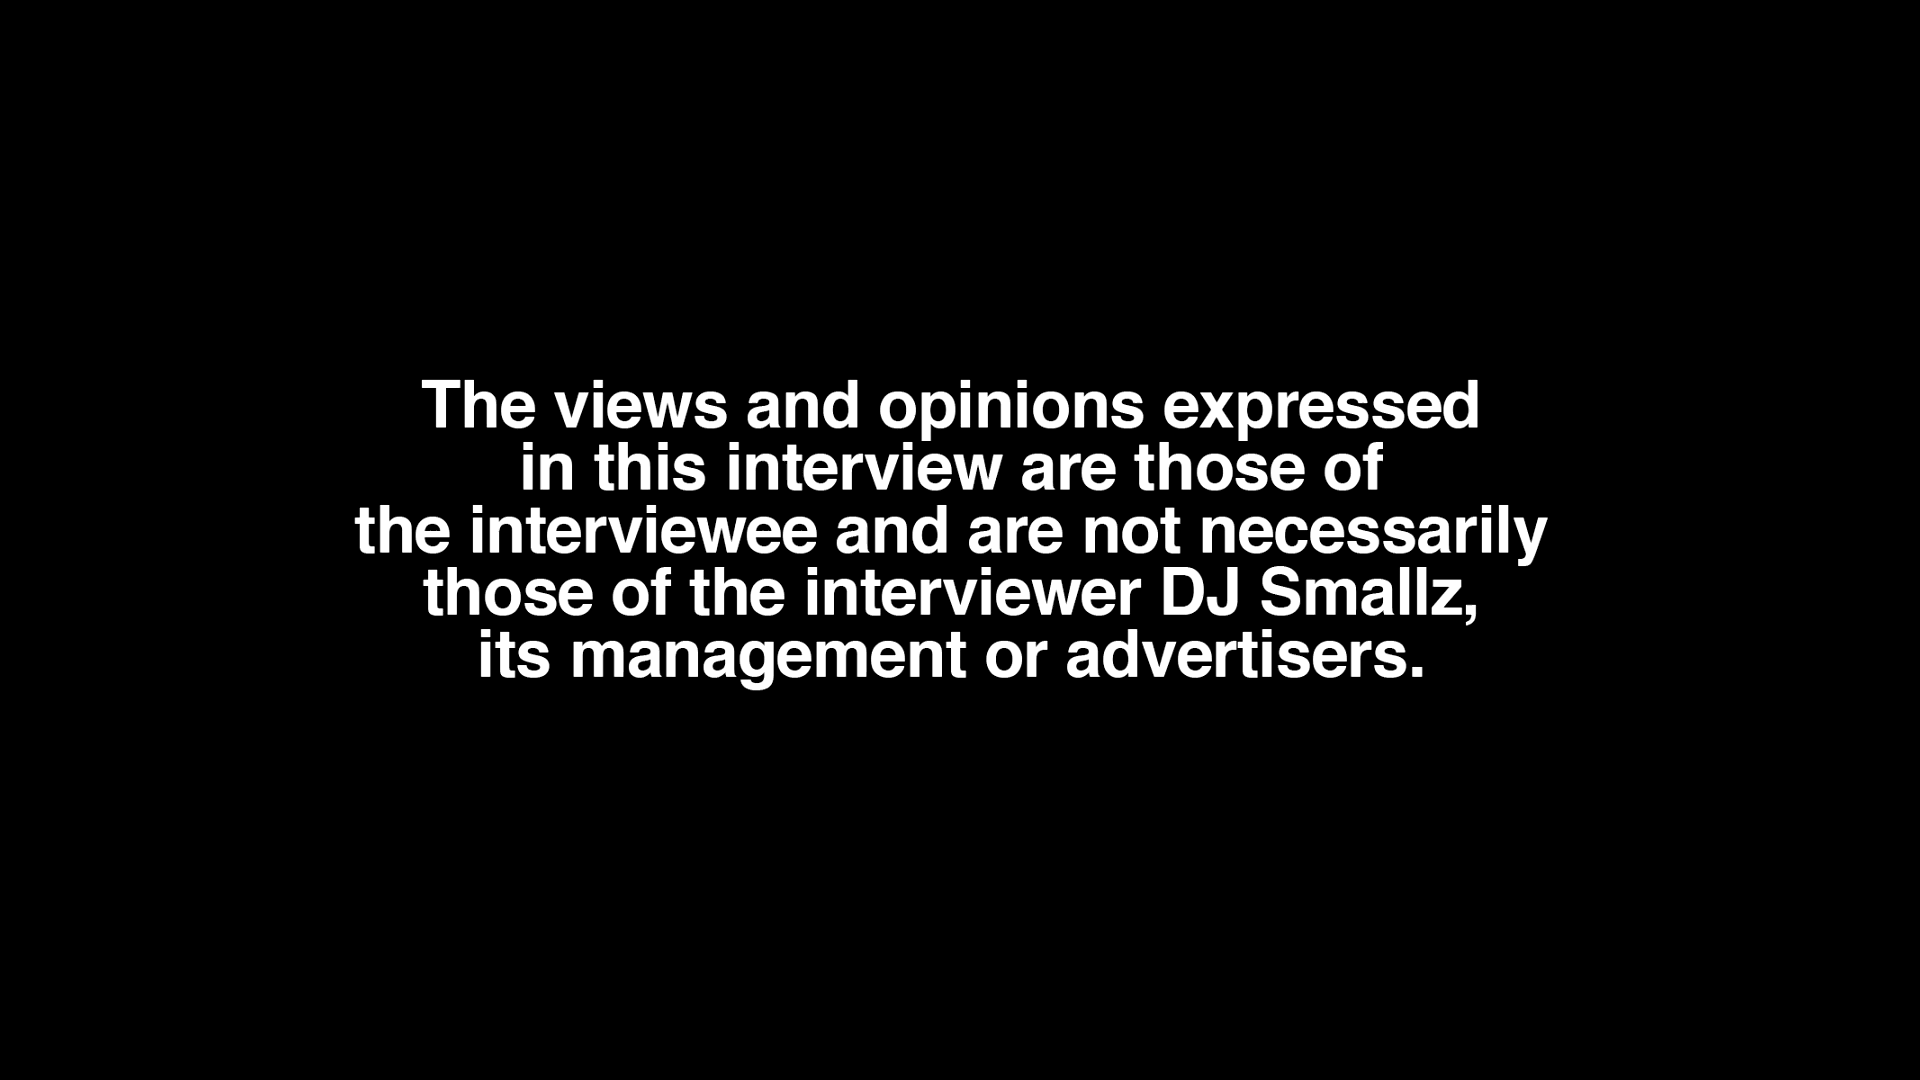 The views and opinions expressed
in this interview are those of
the interviewee and are not necessarily
those of the interviewer DJ Smallz,
its management or advertisers.